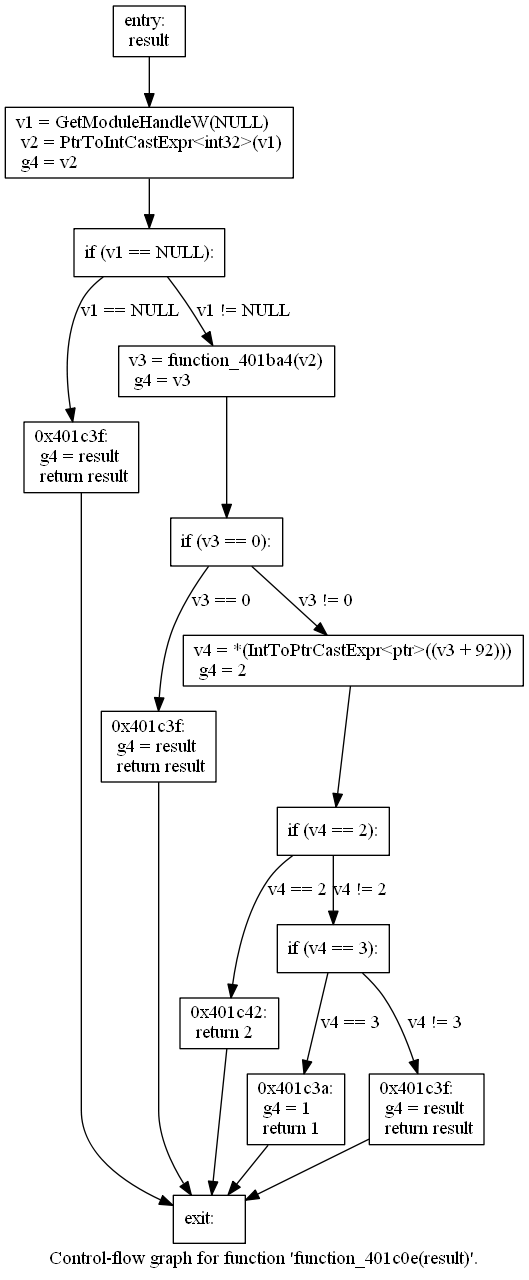 entry:
result
v1 = GetModuleHandleW(NULL)
v2 = PtrToIntCastExpr<int32>(v1)
g4 = v2
if (v1 == NULL):
v1 == NULL
v1 != NULL
v3 = function_401ba4(v2)
g4 = v3
0x401c3f:
g4 = result
return result
if (v3 == 0):
v3 == 0
v3 != 0
v4 = *(IntToPtrCastExpr<ptr>((v3 + 92)))
g4 = 2
0x401c3f:
g4 = result
return result
if (v4 == 2):
v4 == 2
v4 != 2
if (v4 == 3):
0x401c42:
return 2
v4 == 3
v4 != 3
0x401c3a:
g4 = 1
return 1
0x401c3f:
g4 = result
return result
exit:
Control-flow graph for function 'function_401c0e(result)'.